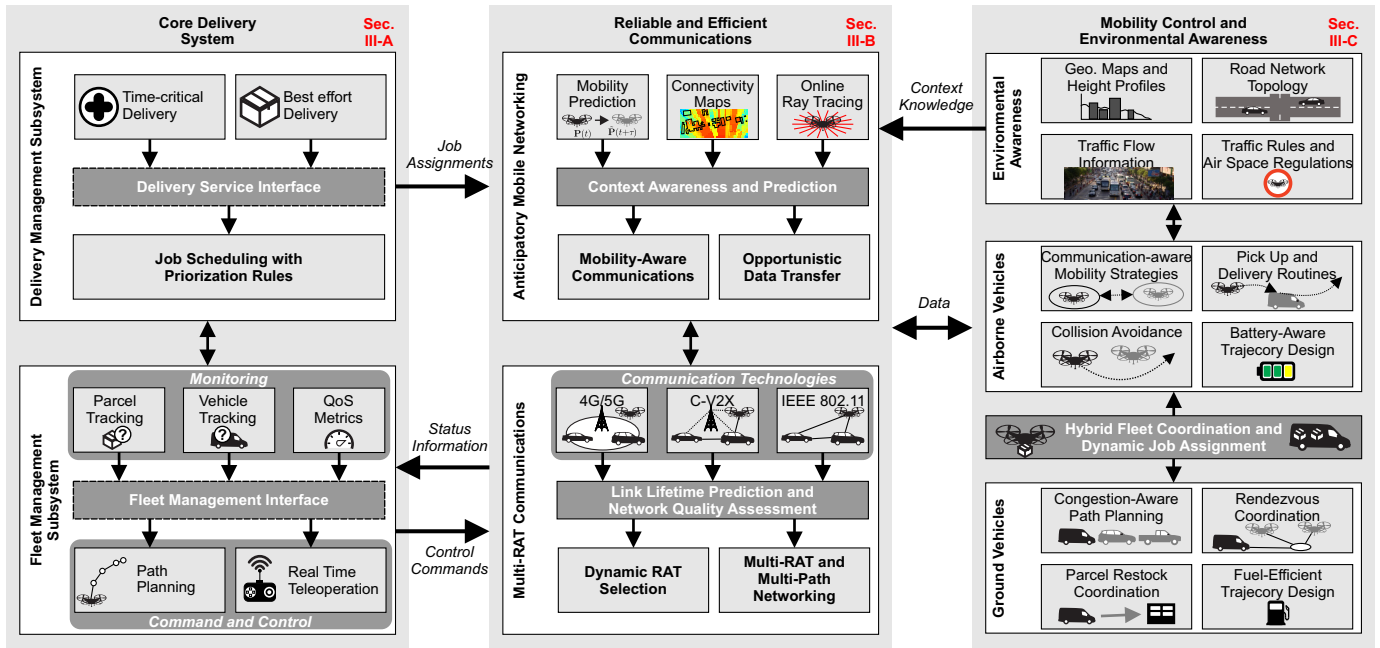 Core Delivery
System
Sec.
III-A
Delivery Management Subsystem
Time-critical
Delivery
Best effort
Delivery
Delivery Service Interface
Job Scheduling with
Priorization Rules
Fleet Management
Subsystem
Monitoring
Parcel
Tracking
?
Vehicle
Tracking
?
QoS
Metrics
Fleet Management Interface
Path
Planning
Real Time
Teleoperation
Command and Control
Job
Assignments
Status
Information
Control
Commands
Reliable and Efficient
Communications
Sec.
III-B
Anticipatory Mobile Networking
Mobility
Prediction
P(t)
P̃(t+τ)
Connectivity
Maps
Online
Ray Tracing
Context Awareness and Prediction
Mobility-Aware
Communications
Opportunistic
Data Transfer
Multi-RAT Communications
Communication Technologies
4G/5G
C-V2X
IEEE 802.11
Link Lifetime Prediction and
Network Quality Assessment
Dynamic RAT
Selection
Multi-RAT and
Multi-Path
Networking
Context
Knowledge
Data
Mobility Control and
Environmental Awareness
Sec.
III-C
Environmental
Awareness
Geo. Maps and
Height Profiles
Road Network
Topology
Traffic Flow
Information
Traffic Rules and
Air Space Regulations
Airborne Vehicles
Communication-aware
Mobility Strategies
Pick Up and
Delivery Routines
Collision Avoidance
Battery-Aware
Trajecory Design
Hybrid Fleet Coordination and
Dynamic Job Assignment
Ground Vehicles
Congestion-Aware
Path Planning
Rendezvous
Coordination
Parcel Restock
Coordination
Fuel-Efficient
Trajecory Design